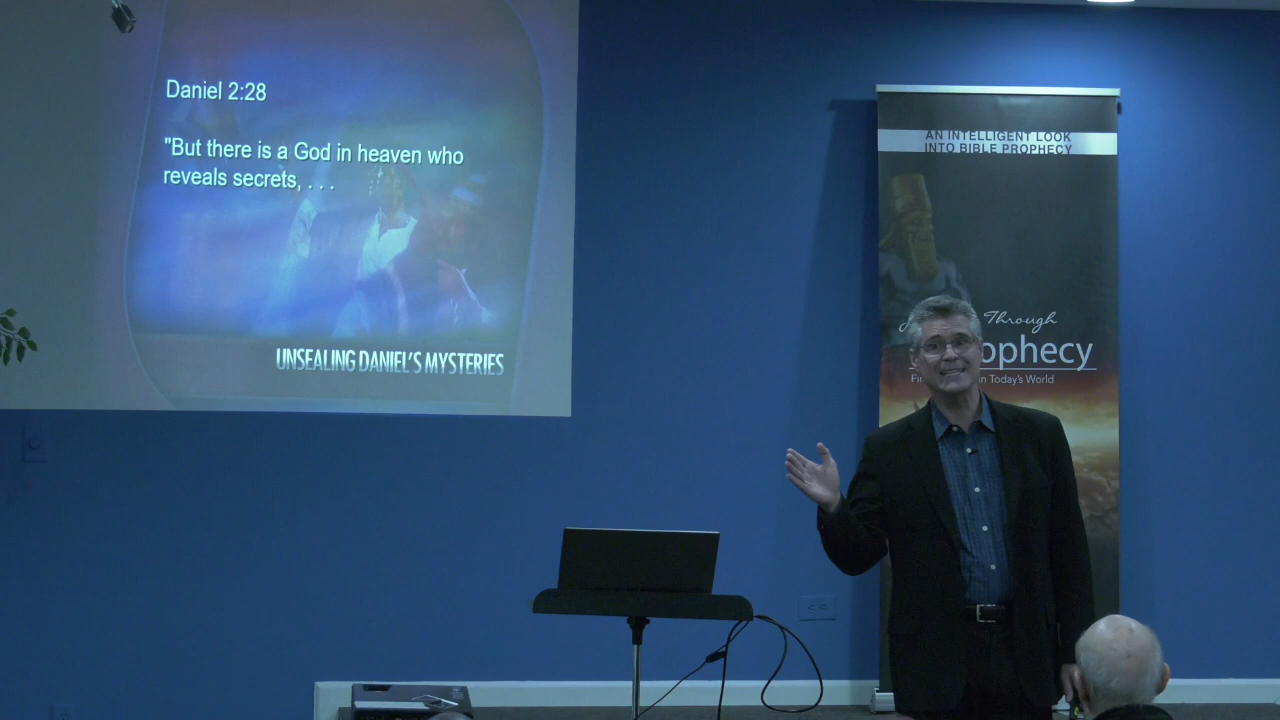 Daniel 2:28
"But there is a God in heaven who
reveals secrets, . . .
UNSEALING DANIEL'S MYSTERIES
AN INTELLIGENT LOOK
INTO BIBLE PROPHECY
Through
ophecy
in Today's World